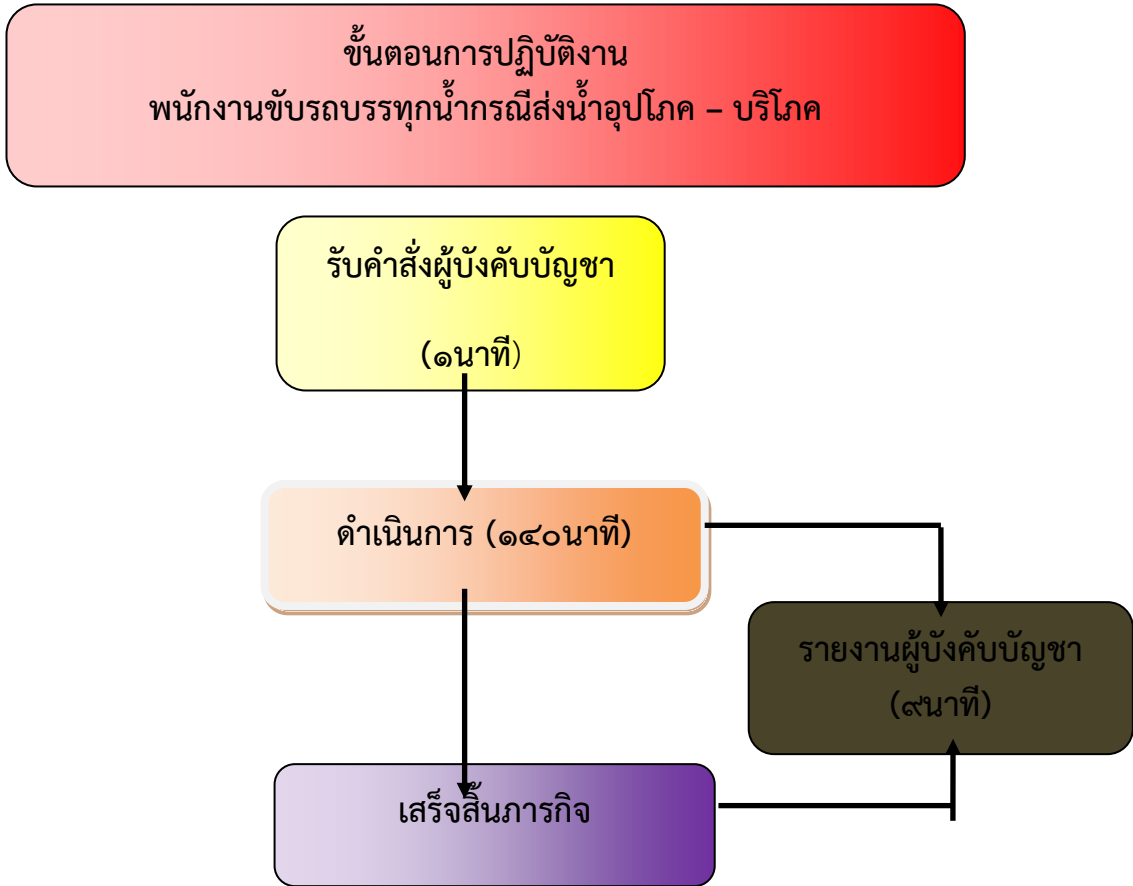 ขั้นตอนการปฏิบัติงาน
พนักงานขับรถบรรทุกน้ำกรณีส่งน้ำอุปโภค – บริโภค
รับคำสั่งผู้บังคับบัญชา
(๑นาที)
ดำเนินการ (๑๔๐นาที)
รายงานผู้บังคับบัญชา
(๙นาที)
เสร็จสิ้นภารกิจ